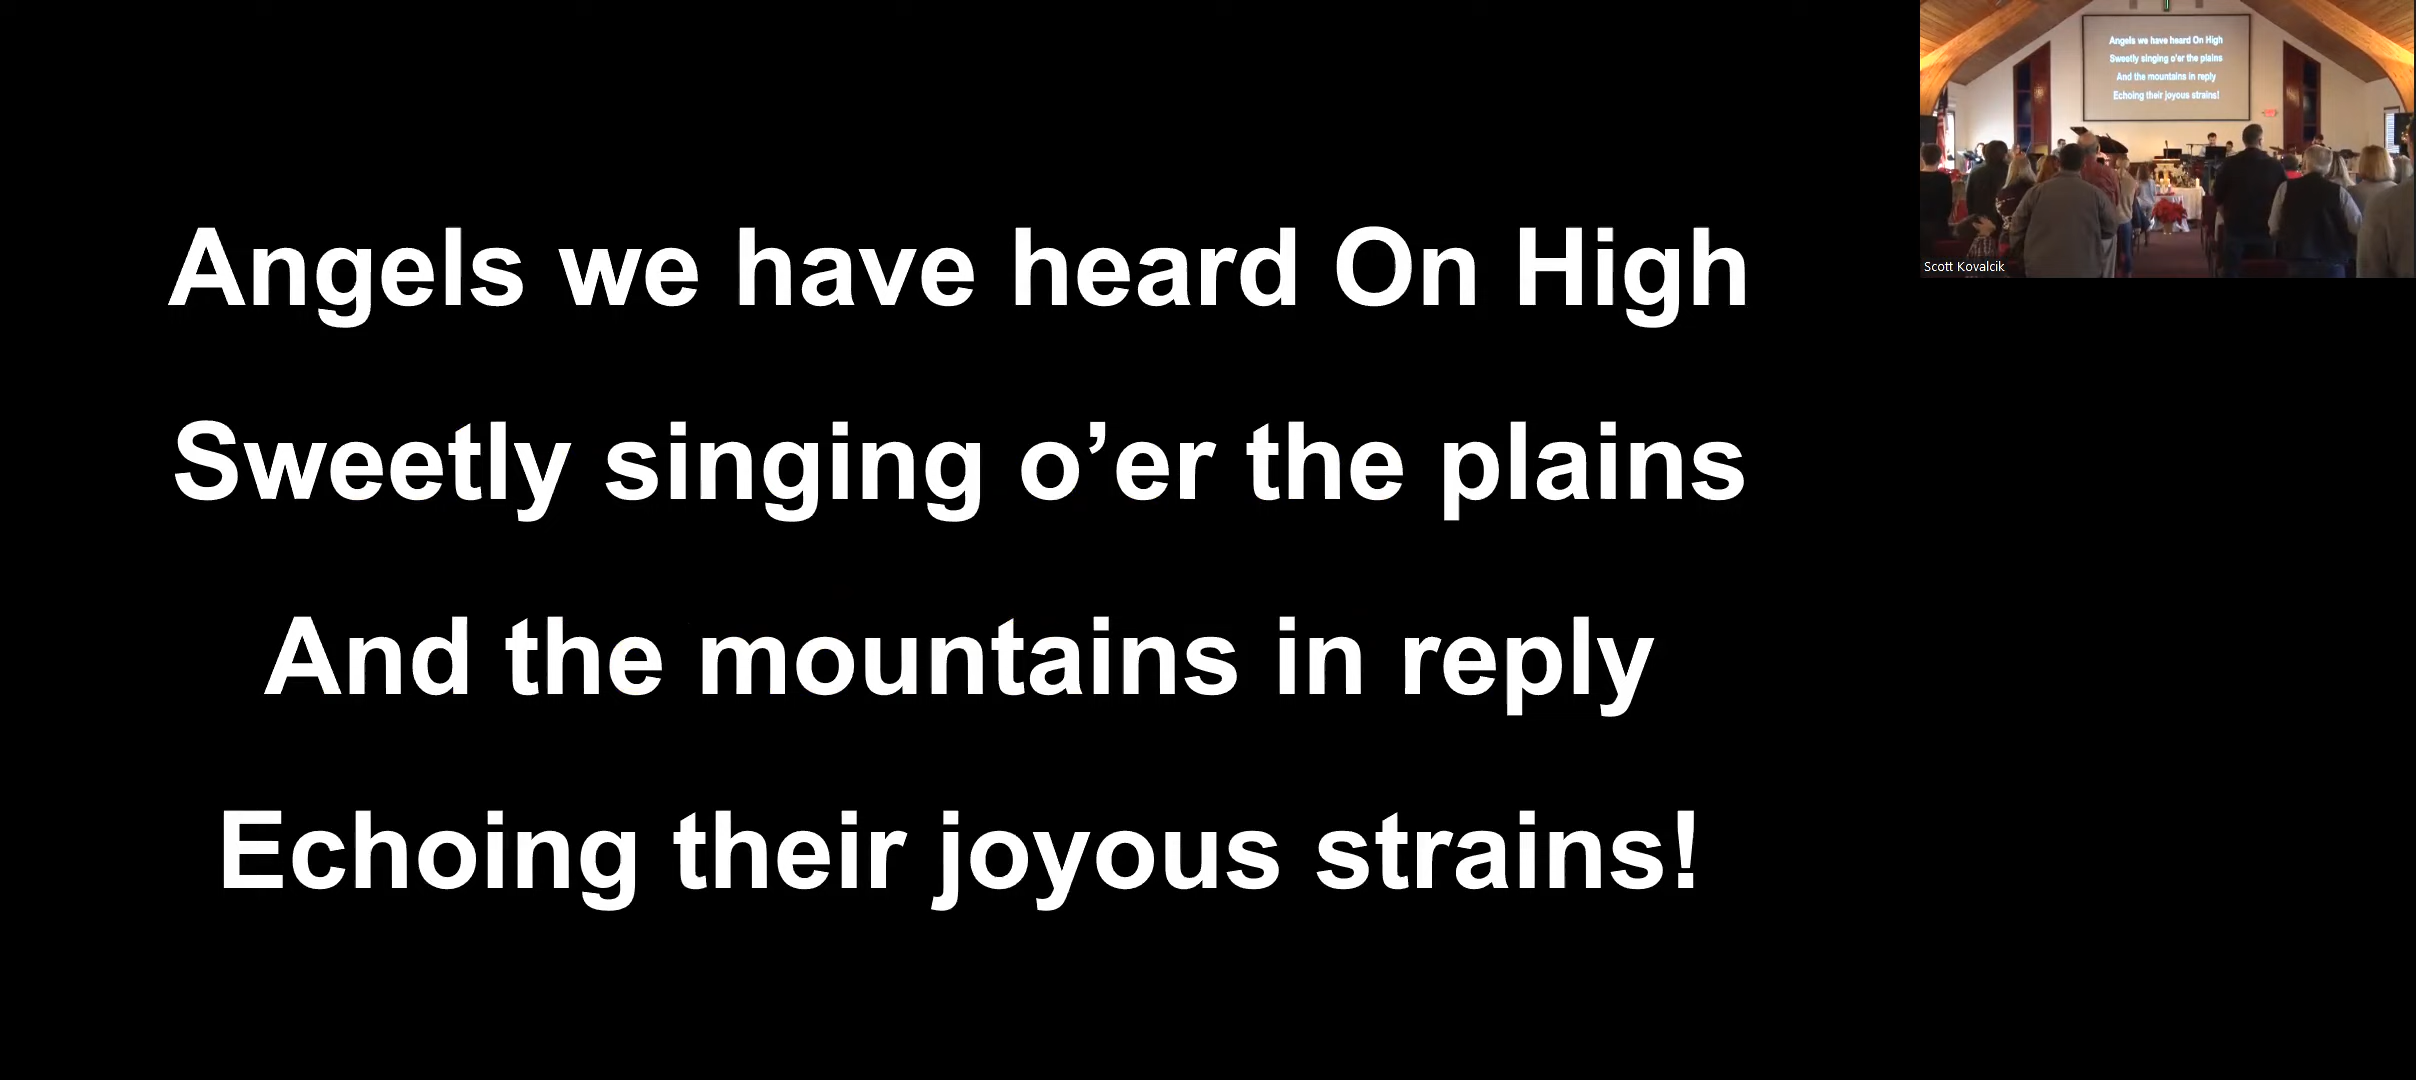 Angels we have heard On High
Sweetly singing o’er the plains
And the mountains in reply
Echoing their joyous strains!
Angels we have heard On High
Sweetly singing o'er the plains
And the mountains in reply
Echoing their joyous strains!
Scott Kovalcik